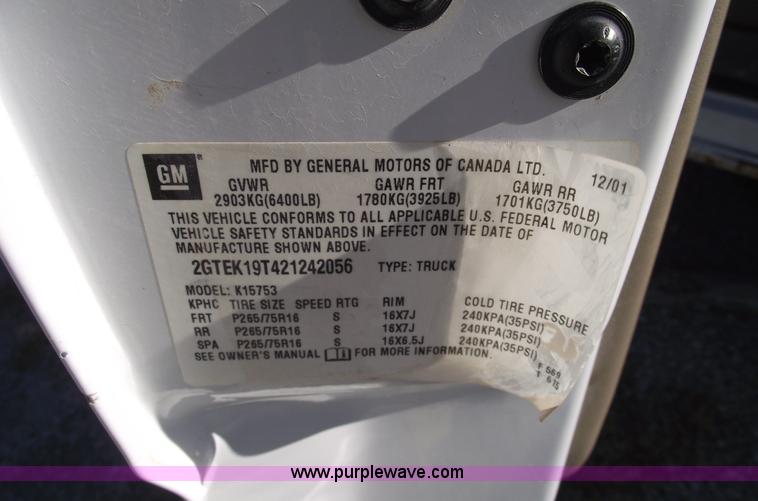 GM
MFD BY GENERAL MOTORS OF CANADA LTD. 12/01
GVWR GAWR FRT GAWR RR
2903KG(6400LB) 1780KG(3925LB) 1701KG(3750LB)
THIS VEHICLE CONFORMS TO ALL APPLICABLE U.S. FEDERAL MOTOR
VEHICLE SAFETY STANDARDS IN EFFECT ON THE DATE OF
MANUFACTURE SHOWN ABOVE.
2GTEK19T421242056 TYPE: TRUCK
MODEL: K15753
KPHC TIRE SIZE SPEED RTG RIM COLD TIRE PRESSURE
FRT P265/75R16 S 16X7J 240KPA(35PSI)
RR P265/75R16 S 16X7J 240KPA(35PSI)
SPA P265/75R16 S 16X6.5J 240KPA(35PSI)
SEE OWNER'S MANUAL FOR MORE INFORMATION.
F 569
T 615
www.purplewave.com